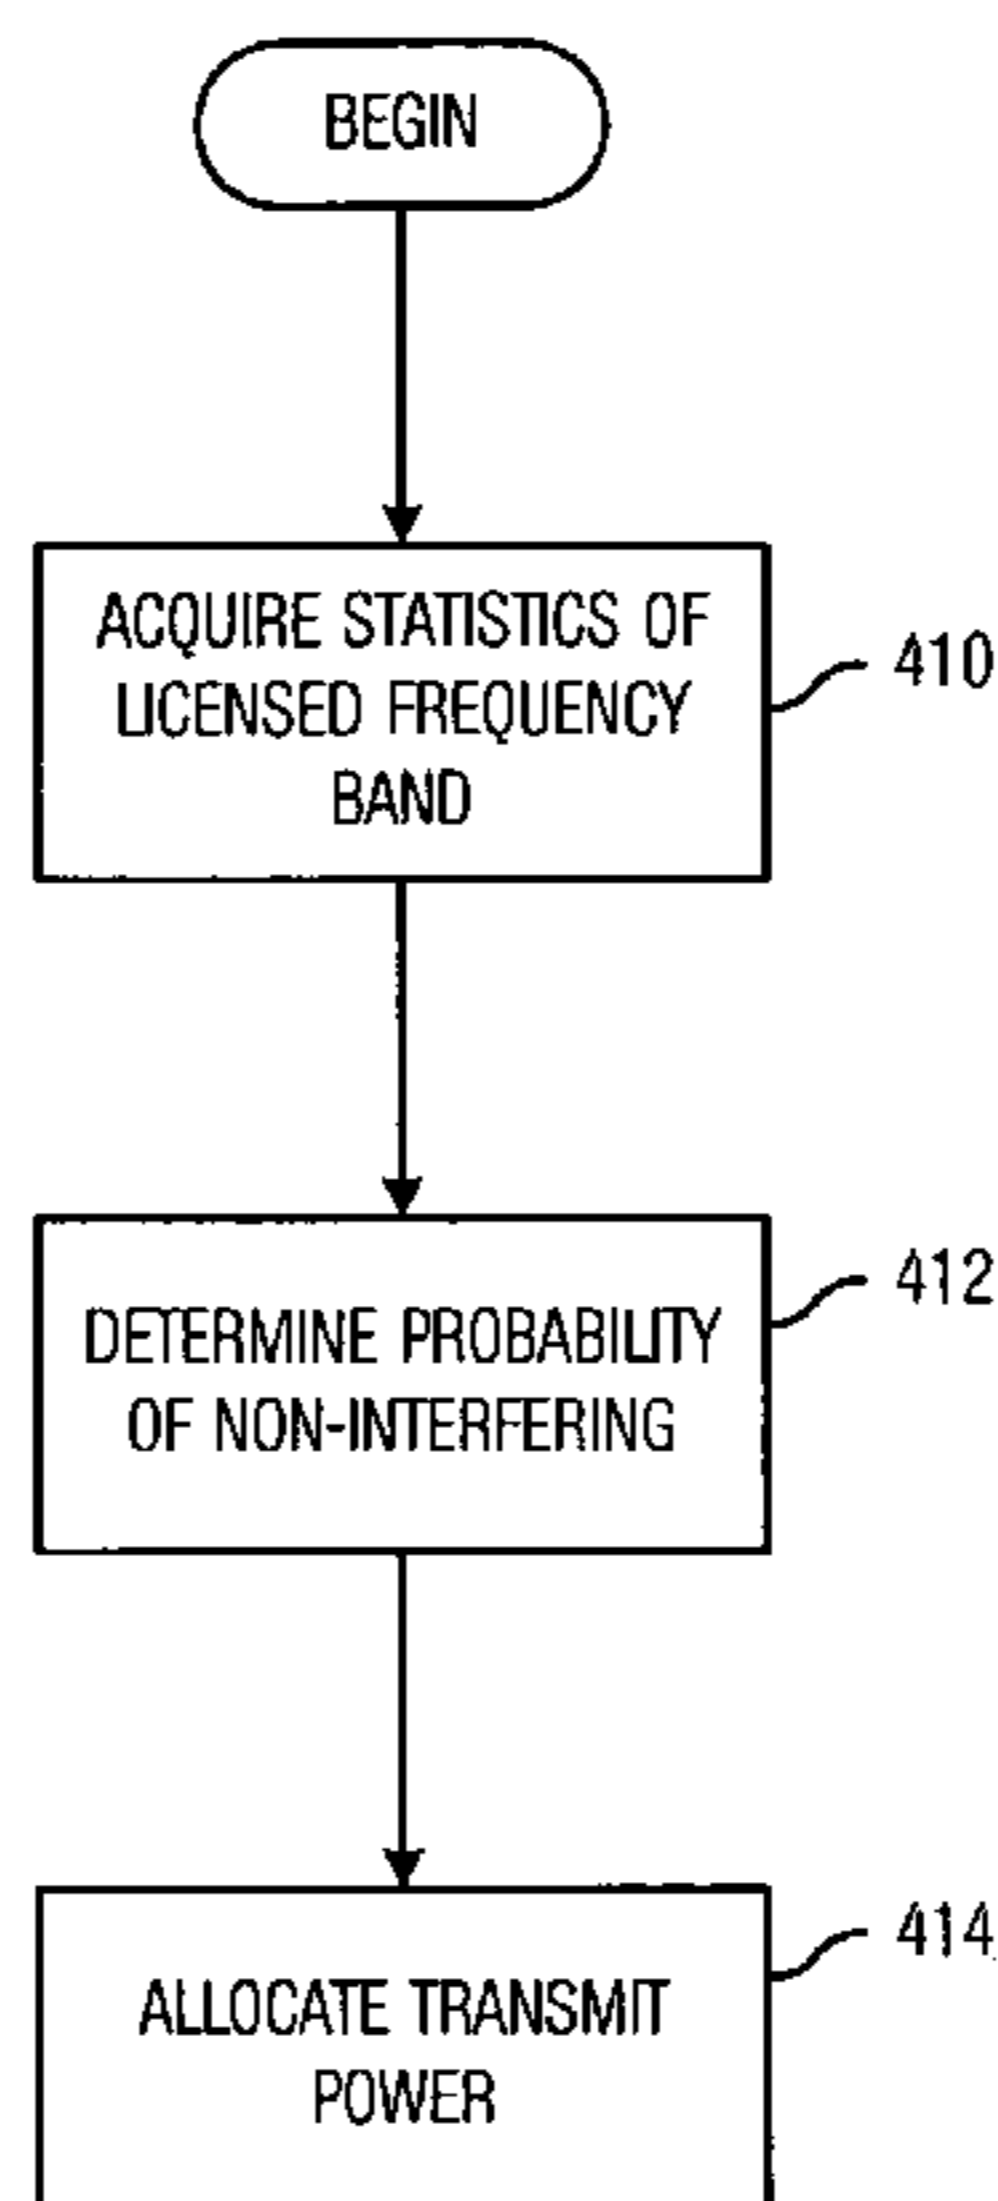 BEGIN
ACQUIRE STATISTICS OF
LICENSED FREQUENCY
BAND
410
DETERMINE PROBABILITY
OF NON-INTERFERING
412
ALLOCATE TRANSMIT
POWER
414